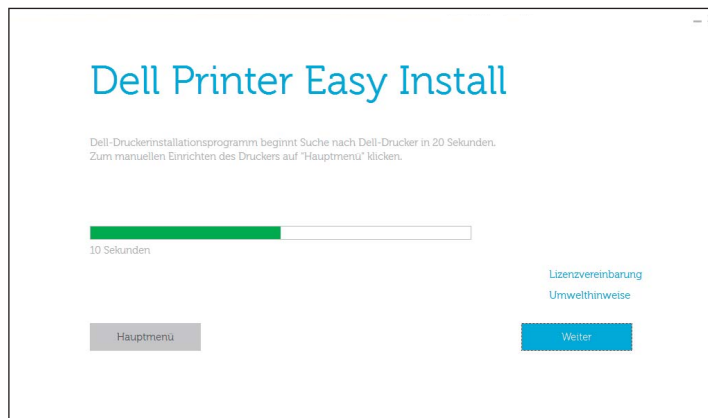 Dell Printer Easy Install
Dell-Druckerinstallationsprogramm beginnt Suche nach Dell-Drucker in 20 Sekunden.
Zum manuellen Einrichten des Druckers auf "Hauptmenü" klicken.
10 Sekunden
Lizenzvereinbarung
Umwelthinweise
Hauptmenü
Weiter